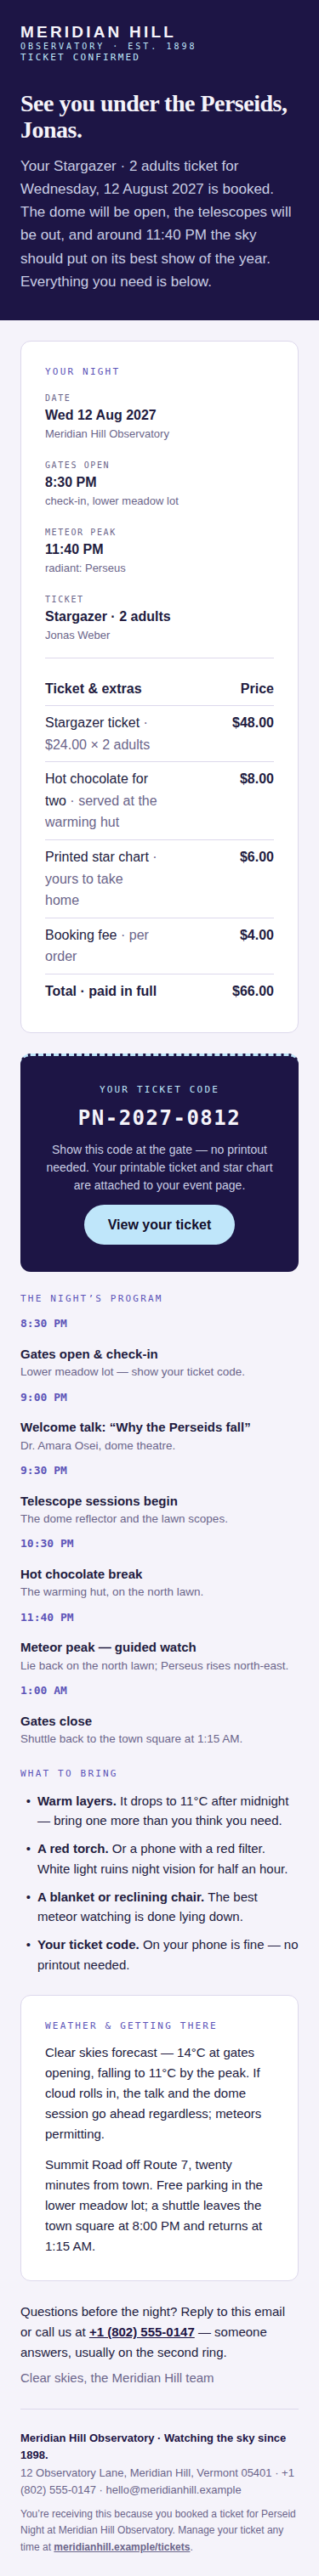 MERIDIAN HILL
OBSERVATORY · EST. 1898
TICKET CONFIRMED
See you under the Perseids,
Jonas.
Your Stargazer · 2 adults ticket for
Wednesday, 12 August 2027 is booked.
The dome will be open, the telescopes will
be out, and around 11:40 PM the sky
should put on its best show of the year.
Everything you need is below.
YOUR NIGHT
DATE
Wed 12 Aug 2027
Meridian Hill Observatory
GATES OPEN
8:30 PM
check-in, lower meadow lot
METEOR PEAK
11:40 PM
radiant: Perseus
TICKET
Stargazer · 2 adults
Jonas Weber
Ticket & extras Price
Stargazer ticket · $48.00
$24.00 × 2 adults
Hot chocolate for $8.00
two · served at the
warming hut
Printed star chart · $6.00
yours to take
home
Booking fee · per $4.00
order
Total · paid in full $66.00
YOUR TICKET CODE
PN-2027-0812
Show this code at the gate — no printout
needed. Your printable ticket and star chart
are attached to your event page.
View your ticket
THE NIGHT’S PROGRAM
8:30 PM
Gates open & check-in
Lower meadow lot — show your ticket code.
9:00 PM
Welcome talk: “Why the Perseids fall”
Dr. Amara Osei, dome theatre.
9:30 PM
Telescope sessions begin
The dome reflector and the lawn scopes.
10:30 PM
Hot chocolate break
The warming hut, on the north lawn.
11:40 PM
Meteor peak — guided watch
Lie back on the north lawn; Perseus rises north-east.
1:00 AM
Gates close
Shuttle back to the town square at 1:15 AM.
WHAT TO BRING
• Warm layers. It drops to 11°C after midnight
— bring one more than you think you need.
• A red torch. Or a phone with a red filter.
White light ruins night vision for half an hour.
• A blanket or reclining chair. The best
meteor watching is done lying down.
• Your ticket code. On your phone is fine — no
printout needed.
WEATHER & GETTING THERE
Clear skies forecast — 14°C at gates
opening, falling to 11°C by the peak. If
cloud rolls in, the talk and the dome
session go ahead regardless; meteors
permitting.
Summit Road off Route 7, twenty
minutes from town. Free parking in the
lower meadow lot; a shuttle leaves the
town square at 8:00 PM and returns at
1:15 AM.
Questions before the night? Reply to this email
or call us at +1 (802) 555-0147 — someone
answers, usually on the second ring.
Clear skies, the Meridian Hill team
Meridian Hill Observatory · Watching the sky since
1898.
12 Observatory Lane, Meridian Hill, Vermont 05401 · +1
(802) 555-0147 · hello@meridianhill.example
You’re receiving this because you booked a ticket for Perseid
Night at Meridian Hill Observatory. Manage your ticket any
time at meridianhill.example/tickets.